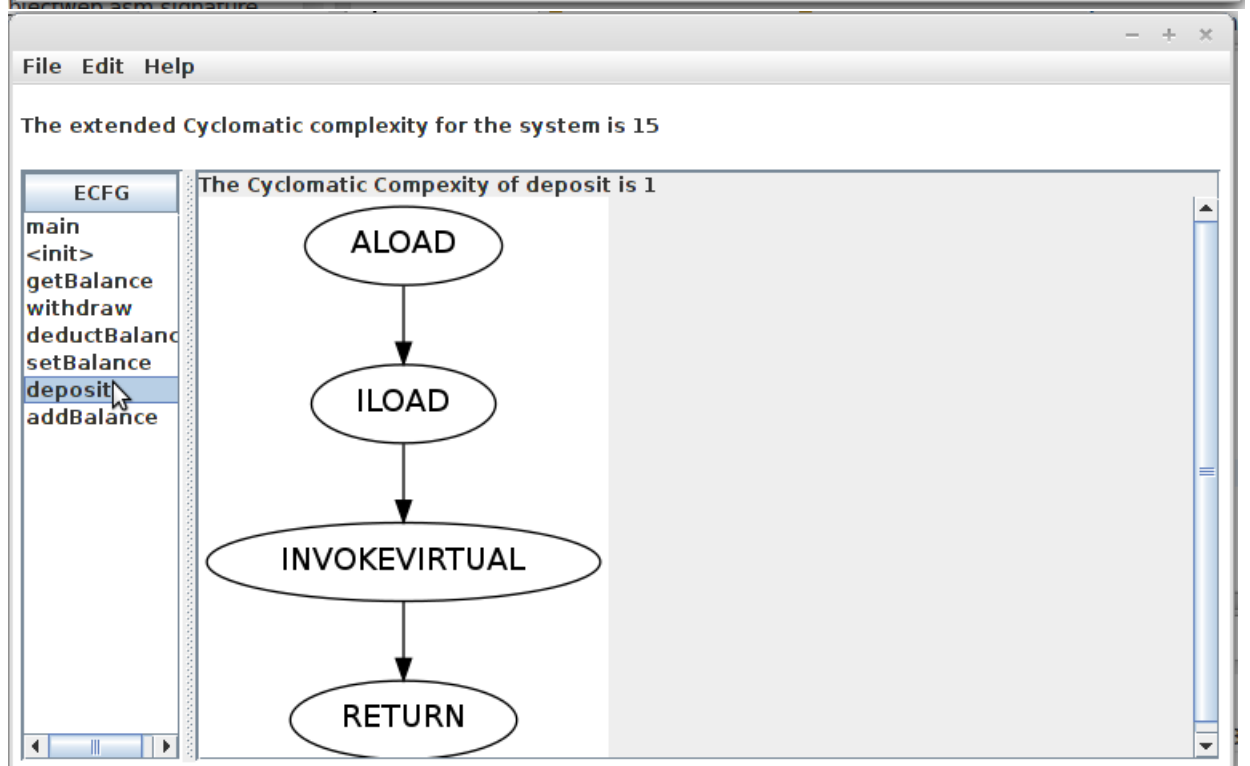 File Edit Help
The extended Cyclomatic complexity for the system is 15
ECFG
main
<init>
getBalance
withdraw
deductBalanc
setBalance
deposit
addBalance
The Cyclomatic Compexity of deposit is 1
ALOAD
ILOAD
INVOKEVIRTUAL
RETURN